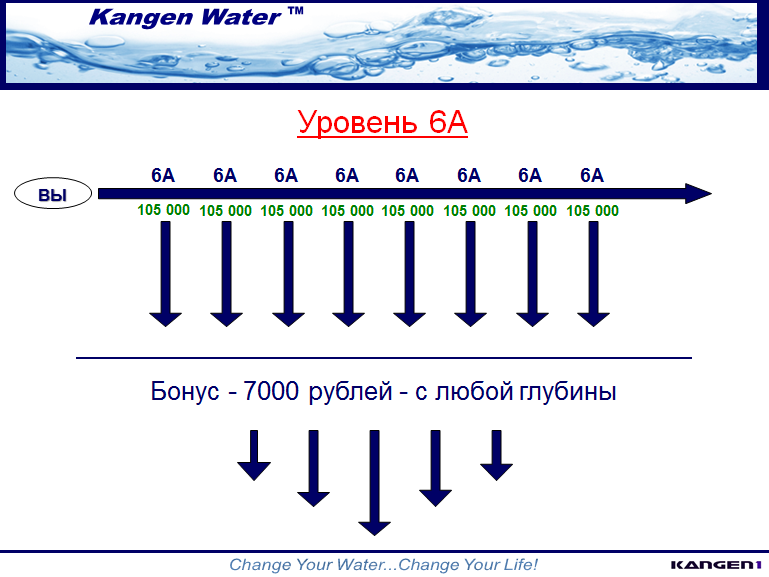 Kangen Water ™
Уровень 6А
6А 6А 6А 6А 6А 6А 6А 6А
ВЫ
105 000 105 000 105 000 105 000 105 000 105 000 105 000 105 000
Бонус - 7000 рублей - с любой глубины
Change Your Water...Change Your Life!
KANGEN1